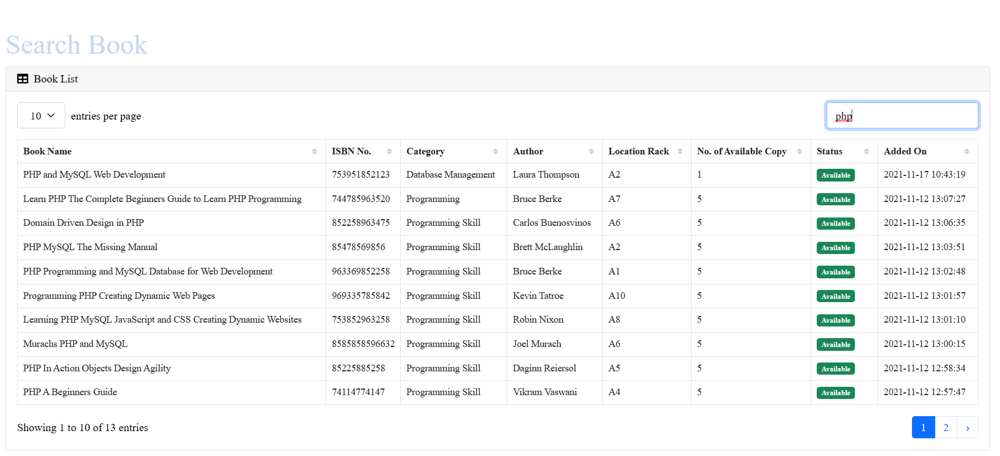 Search Book
Book List
10 entries per page php
Book Name ISBN No. Category Author Location Rack No. of Available Copy Status Added On
PHP and MySQL Web Development 753951852123 Database Management Laura Thompson A2 1 Available 2021-11-17 10:43:19
Learn PHP The Complete Beginners Guide to Learn PHP Programming 744785963520 Programming Bruce Berke A7 5 Available 2021-11-12 13:07:27
Domain Driven Design in PHP 852258963475 Programming Skill Carlos Buenosvinos A6 5 Available 2021-11-12 13:06:35
PHP MySQL The Missing Manual 85478569856 Programming Skill Brett McLaughlin A2 5 Available 2021-11-12 13:03:51
PHP Programming and MySQL Database for Web Development 963369852258 Programming Skill Bruce Berke A1 5 Available 2021-11-12 13:02:48
Programming PHP Creating Dynamic Web Pages 969335785842 Programming Skill Kevin Tatroe A10 5 Available 2021-11-12 13:01:57
Learning PHP MySQL JavaScript and CSS Creating Dynamic Websites 753852963258 Programming Skill Robin Nixon A8 5 Available 2021-11-12 13:01:10
Murachs PHP and MySQL 8585858596632 Programming Skill Joel Murach A6 5 Available 2021-11-12 13:00:15
PHP In Action Objects Design Agility 85225885258 Programming Skill Daginn Reiersol A5 5 Available 2021-11-12 12:58:34
PHP A Beginners Guide 74114774147 Programming Skill Vikram Vaswani A4 5 Available 2021-11-12 12:57:47
Showing 1 to 10 of 13 entries 1 2 ›